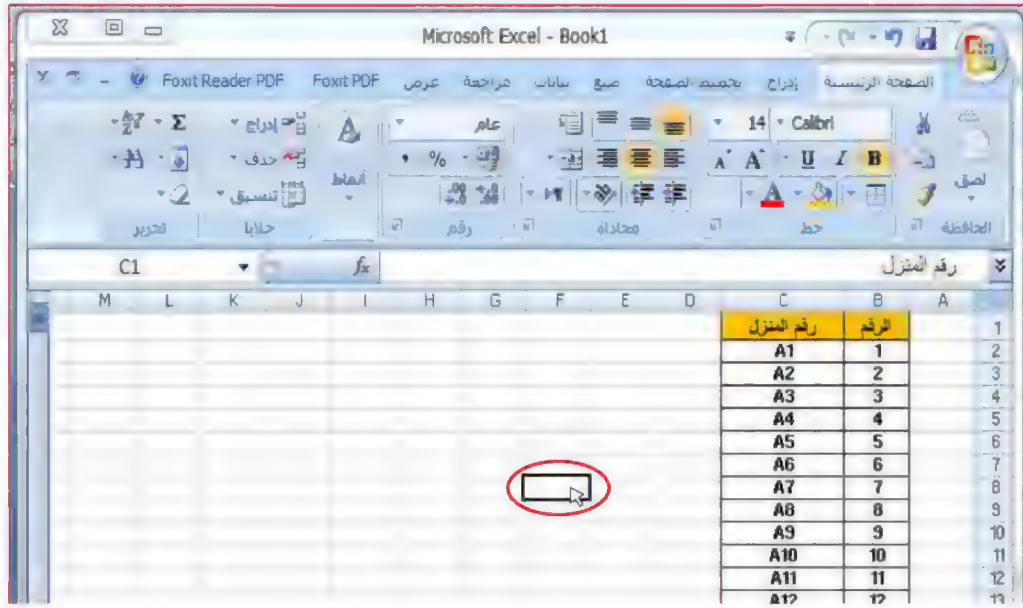 Microsoft Excel - Book1
الصفحة الرئيسية إدراج تخطيط الصفحة صيغ بيانات مراجعة عرض Foxit PDF Foxit Reader PDF
Calibri 14 عام إدراج Σ
B I U A A % حذف
لصق A أنماط تنسيق
الحافظة خط محاذاة رقم خلايا تحرير
رقم المنزل fx C1
A B C D E F G H I J K L M
1 الرقم رقم المنزل
2 1 A1
3 2 A2
4 3 A3
5 4 A4
6 5 A5
7 6 A6
8 7 A7
9 8 A8
10 9 A9
11 10 A10
12 11 A11
13 12 A12